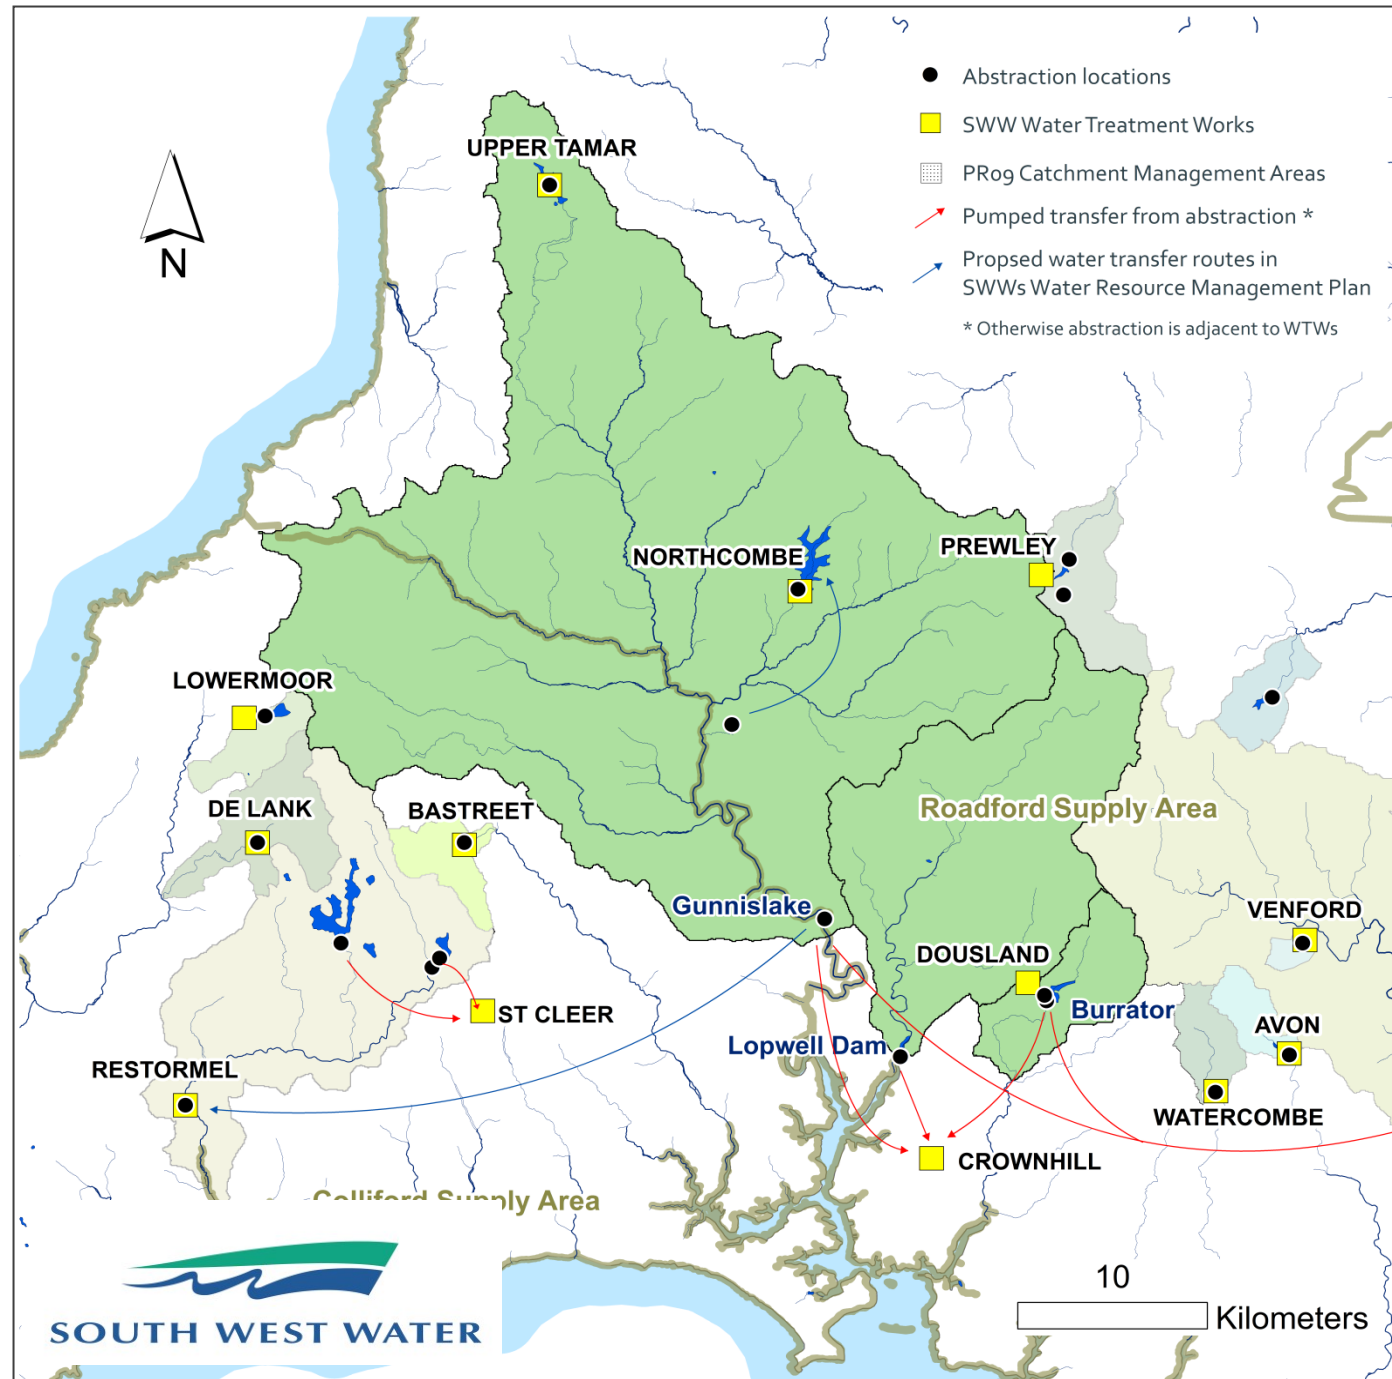 Abstraction locations
SWW Water Treatment Works
PR09 Catchment Management Areas
Pumped transfer from abstraction *
Propsed water transfer routes in
SWWs Water Resource Management Plan
* Otherwise abstraction is adjacent to WTWs
N
UPPER TAMAR
NORTHCOMBE
PREWLEY
LOWERMOOR
DE LANK
BASTREET
Roadford Supply Area
Gunnislake
VENFORD
DOUSLAND
Burrator
ST CLEER
AVON
Lopwell Dam
RESTORMEL
WATERCOMBE
CROWNHILL
Colliford Supply Area
10
Kilometers
SOUTH WEST WATER